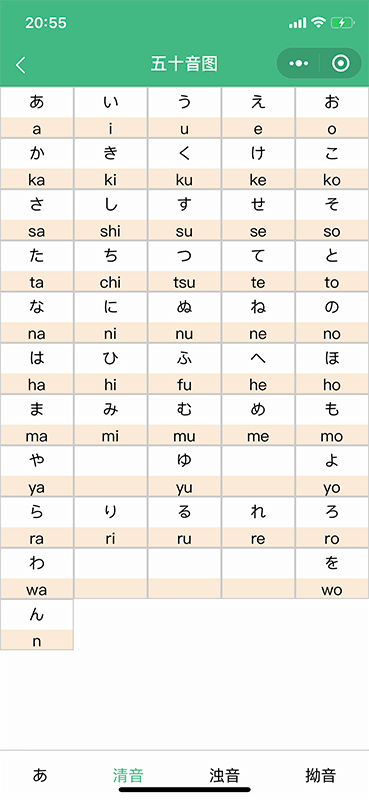 20:55
五十音图
あ い う え お
a i u e o
か き く け こ
ka ki ku ke ko
さ し す せ そ
sa shi su se so
た ち つ て と
ta chi tsu te to
な に ぬ ね の
na ni nu ne no
は ひ ふ へ ほ
ha hi fu he ho
ま み む め も
ma mi mu me mo
や ゆ よ
ya yu yo
ら り る れ ろ
ra ri ru re ro
わ を
wa wo
ん
n
あ 清音 浊音 拗音